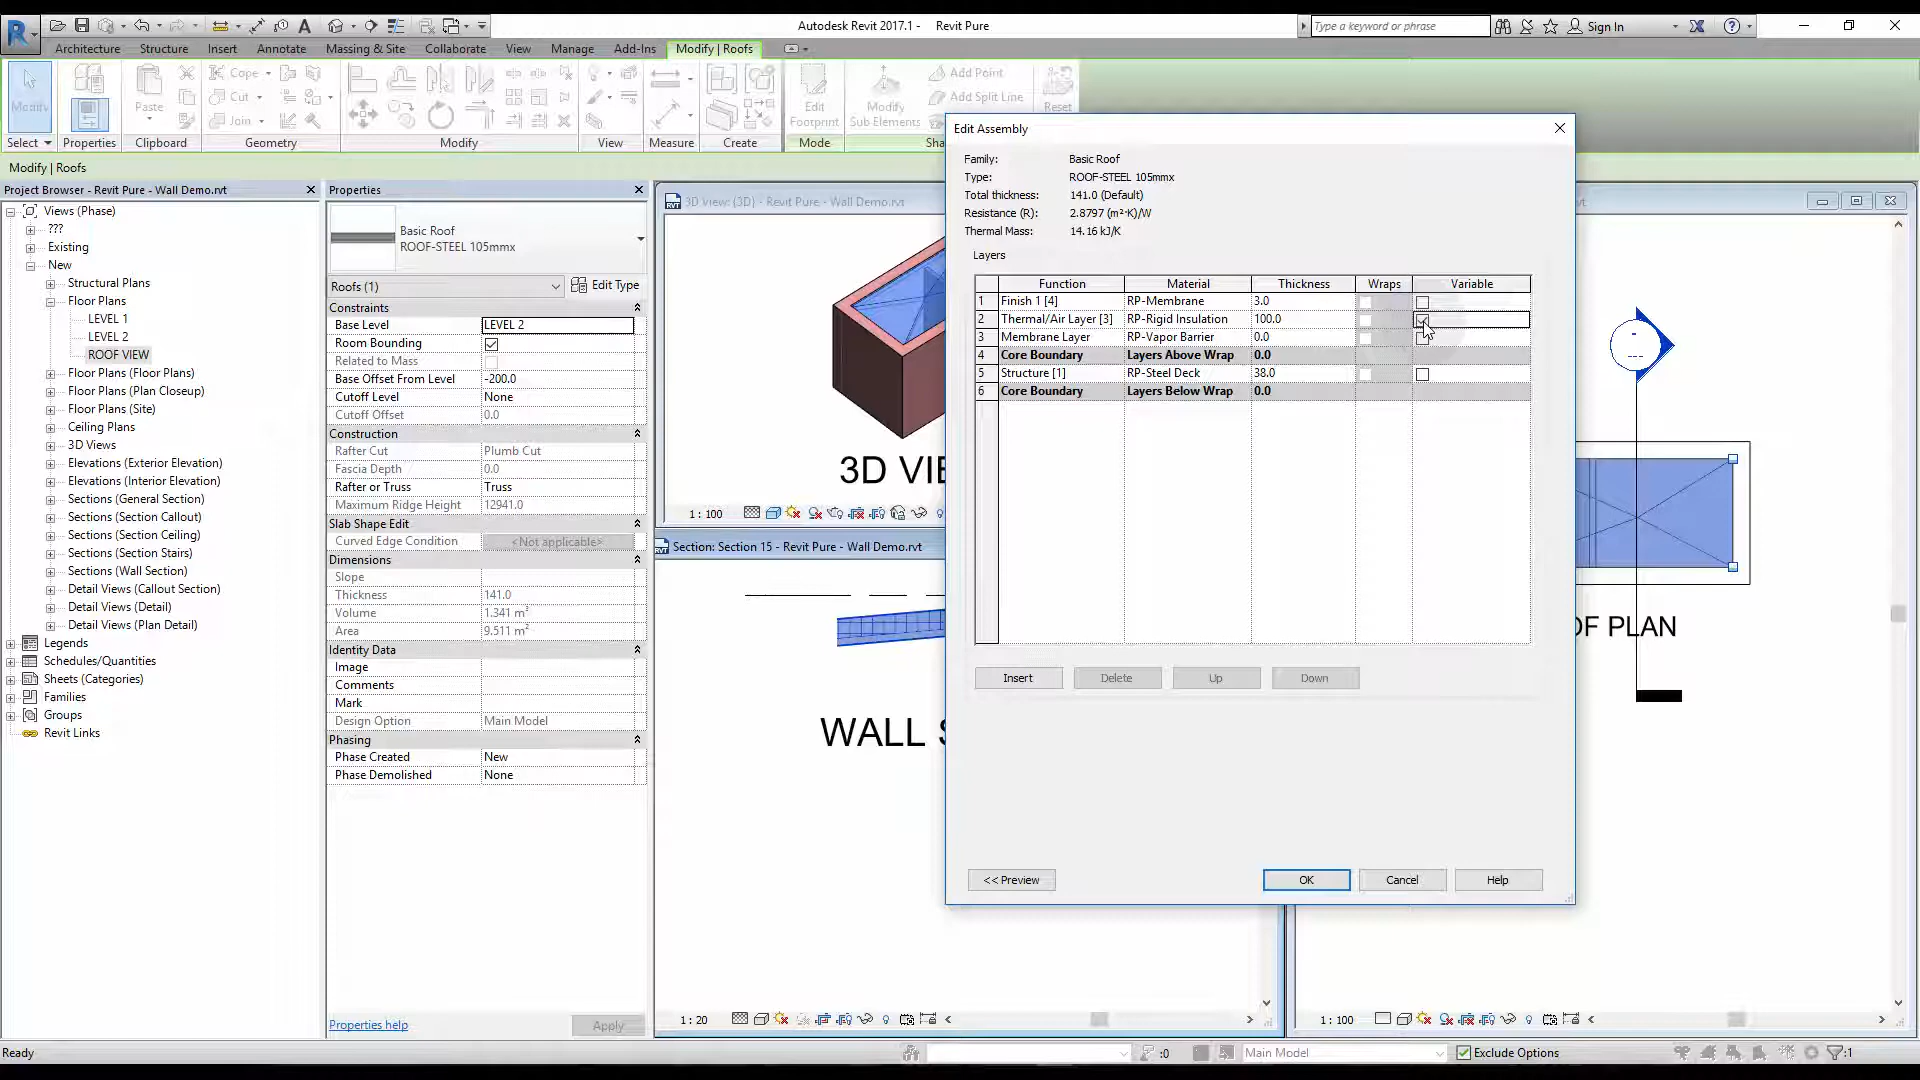 Autodesk Revit 2017.1 - Revit Pure
Type a keyword or phrase
Sign In
Architecture Structure Insert Annotate Massing & Site Collaborate View Manage Add-Ins Modify | Roofs
Modify
Paste
Cope
Cut
Join
Edit Footprint
Modify Sub Elements
Add Point
Add Split Line
Reset
Select Properties Clipboard Geometry Modify View Measure Create Mode
Modify | Roofs
Project Browser - Revit Pure - Wall Demo.rvt
Views (Phase)
???
Existing
New
Structural Plans
Floor Plans
LEVEL 1
LEVEL 2
ROOF VIEW
Floor Plans (Floor Plans)
Floor Plans (Plan Closeup)
Floor Plans (Site)
Ceiling Plans
3D Views
Elevations (Exterior Elevation)
Elevations (Interior Elevation)
Sections (General Section)
Sections (Section Callout)
Sections (Section Ceiling)
Sections (Section Stairs)
Sections (Wall Section)
Detail Views (Callout Section)
Detail Views (Detail)
Detail Views (Plan Detail)
Legends
Schedules/Quantities
Sheets (Categories)
Families
Groups
Revit Links
Properties
Basic Roof
ROOF-STEEL 105mmx
Roofs (1) Edit Type
Constraints
Base Level LEVEL 2
Room Bounding
Related to Mass
Base Offset From Level -200.0
Cutoff Level None
Cutoff Offset 0.0
Construction
Rafter Cut Plumb Cut
Fascia Depth 0.0
Rafter or Truss Truss
Maximum Ridge Height 12941.0
Slab Shape Edit
Curved Edge Condition <Not applicable>
Dimensions
Slope
Thickness 141.0
Volume 1.341 m³
Area 9.511 m²
Identity Data
Image
Comments
Mark
Design Option Main Model
Phasing
Phase Created New
Phase Demolished None
Properties help Apply
3D View: {3D} - Revit Pure - Wall Demo.rvt
3D VIE
1 : 100
Section: Section 15 - Revit Pure - Wall Demo.rvt
WALL S
1 : 20
Edit Assembly
Family: Basic Roof
Type: ROOF-STEEL 105mmx
Total thickness: 141.0 (Default)
Resistance (R): 2.8797 (m²·K)/W
Thermal Mass: 14.16 kJ/K
Layers
Function Material Thickness Wraps Variable
1 Finish 1 [4] RP-Membrane 3.0
2 Thermal/Air Layer [3] RP-Rigid Insulation 100.0
3 Membrane Layer RP-Vapor Barrier 0.0
4 Core Boundary Layers Above Wrap 0.0
5 Structure [1] RP-Steel Deck 38.0
6 Core Boundary Layers Below Wrap 0.0
Insert Delete Up Down
<< Preview OK Cancel Help
OF PLAN
1 : 100
Ready
:0
Main Model
Exclude Options
:1